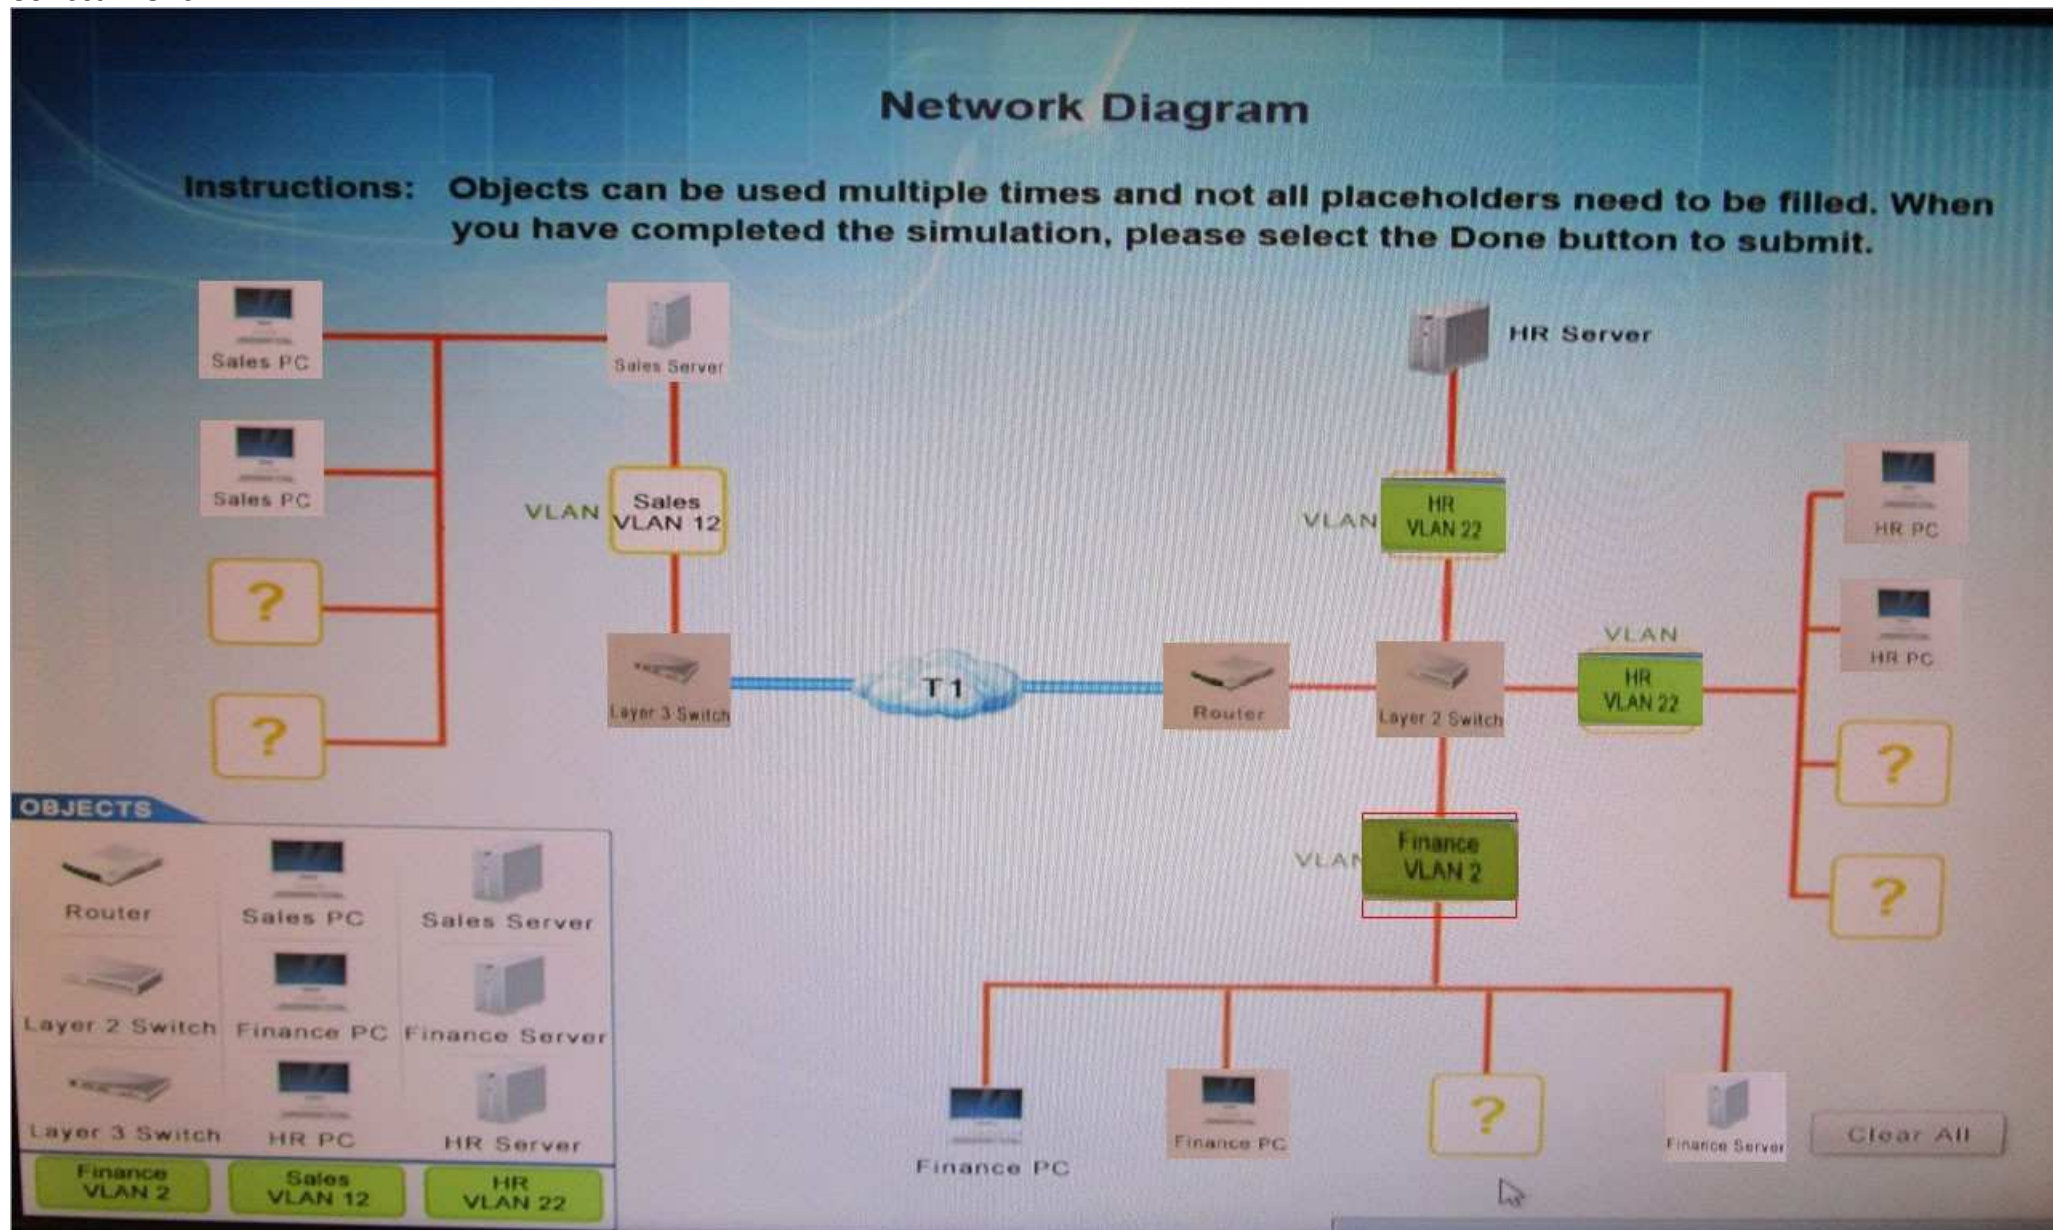 Network Diagram
Instructions: Objects can be used multiple times and not all placeholders need to be filled. When
you have completed the simulation, please select the Done button to submit.
Sales PC
Sales Server
HR Server
Sales PC
VLAN
Sales
VLAN 12
VLAN
HR
VLAN 22
HR PC
?
VLAN
HR PC
Layer 3 Switch
T1
Router
Layer 2 Switch
HR
VLAN 22
?
?
?
OBJECTS
Router
Sales PC
Sales Server
Layer 2 Switch
Finance PC
Finance Server
Layer 3 Switch
HR PC
HR Server
Finance
VLAN 2
Sales
VLAN 12
HR
VLAN 22
VLAN
Finance
VLAN 2
Finance PC
Finance PC
?
Finance Server
Clear All